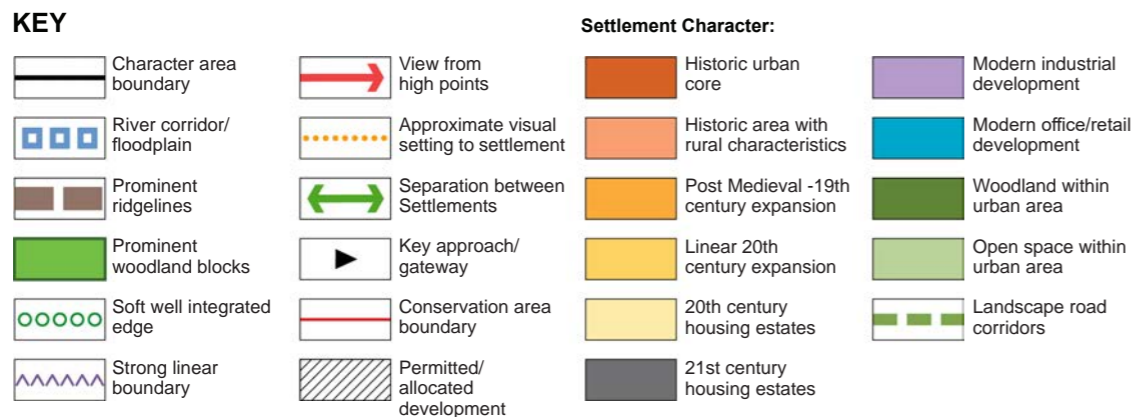 KEY
Character area
boundary
River corridor/
floodplain
Prominent
ridgelines
Prominent
woodland blocks
Soft well integrated
edge
Strong linear
boundary
View from
high points
Approximate visual
setting to settlement
Separation between
Settlements
Key approach/
gateway
Conservation area
boundary
Permitted/
allocated
development
Settlement Character:
Historic urban
core
Historic area with
rural characteristics
Post Medieval -19th
century expansion
Linear 20th
century expansion
20th century
housing estates
21st century
housing estates
Modern industrial
development
Modern office/retail
development
Woodland within
urban area
Open space within
urban area
Landscape road
corridors